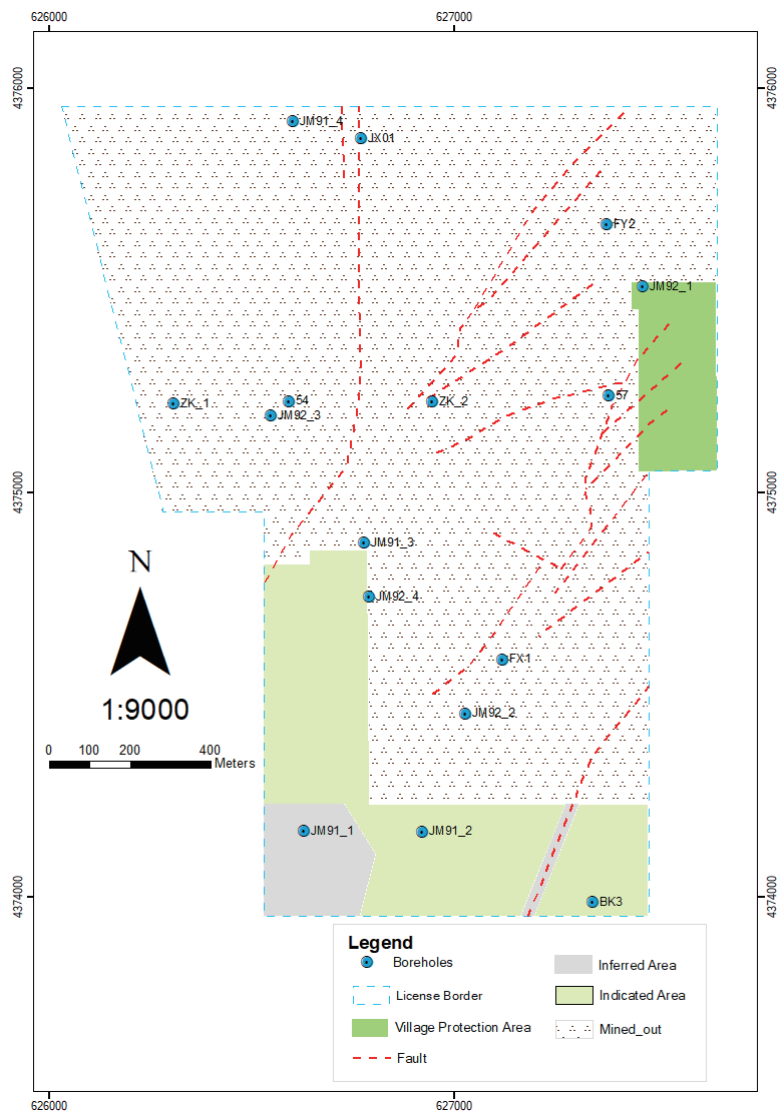 626000 627000
4376000 4376000
JM91_4
JX01
FY2
JM92_1
ZK_1 54 ZK_2 57
JM92_3
4375000 4375000
JM91_3
N
JM92_4
FX1
1:9000
JM92_2
0 100 200 400
Meters
JM91_1 JM91_2
4374000 4374000
BK3
Legend
Boreholes Inferred Area
License Border Indicated Area
Village Protection Area Mined_out
Fault
626000 627000